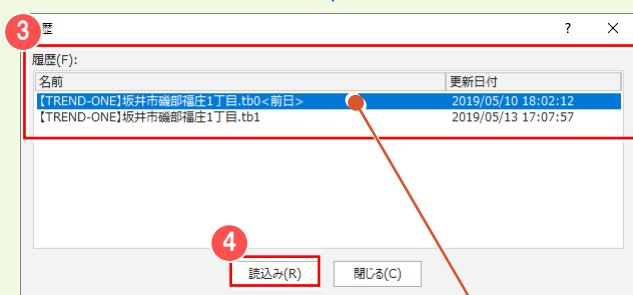 3
歴
?
×
履歴(F):
名前 更新日付
【TREND-ONE】坂井市磯部福庄1丁目.tb0<前日> 2019/05/10 18:02:12
【TREND-ONE】坂井市磯部福庄1丁目.tb1 2019/05/13 17:07:57
4
読込み(R) 閉じる(C)